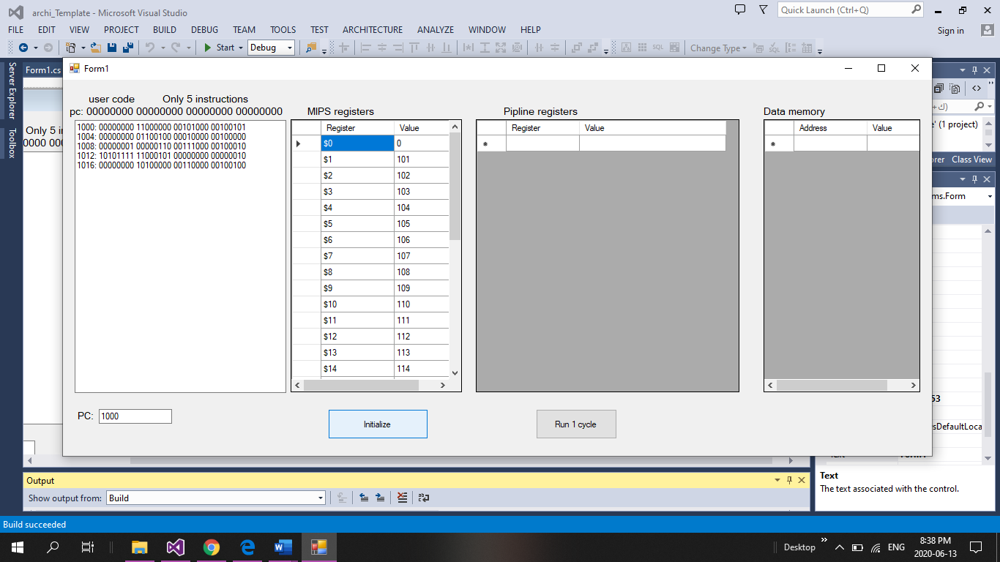 archi_Template - Microsoft Visual Studio
Quick Launch (Ctrl+Q)
FILE EDIT VIEW PROJECT BUILD DEBUG TEAM TOOLS TEST ARCHITECTURE ANALYZE WINDOW HELP
Sign in
Start Debug SQL Change Type SQL
Server Explorer
Toolbox
Form1.cs
Form1
user code Only 5 instructions
pc: 00000000 00000000 00000000 00000000
1000: 00000000 11000000 00101000 00100101
1004: 00000000 01100100 00010000 00100000
1008: 00000001 00000110 00111000 00100010
1012: 10101111 11000101 00000000 00000010
1016: 00000000 10100000 00110000 00100100
MIPS registers
Register Value
$0 0
$1 101
$2 102
$3 103
$4 104
$5 105
$6 106
$7 107
$8 108
$9 109
$10 110
$11 111
$12 112
$13 113
$14 114
Pipline registers
Register Value
*
Data memory
Address Value
*
PC: 1000
Initialize
Run 1 cycle
Only 5 i
0000 00
+ك)
' (1 project)
rer Class View
ms.Form
53
sDefaultLoca
Text
The text associated with the control.
Output
Show output from: Build
Build succeeded
Desktop
ENG
8:38 PM
2020-06-13